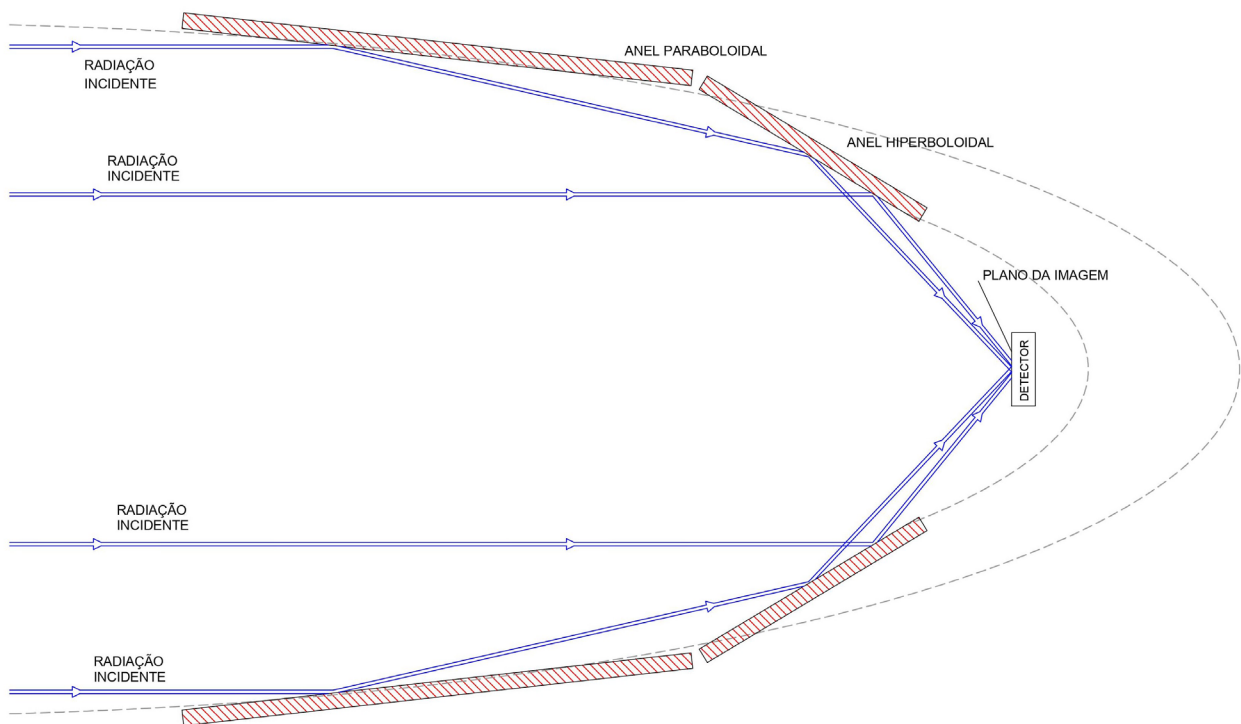 ANEL PARABOLOIDAL
RADIAÇÃO
INCIDENTE
ANEL HIPERBOLOIDAL
RADIAÇÃO
INCIDENTE
PLANO DA IMAGEM
DETECTOR
RADIAÇÃO
INCIDENTE
RADIAÇÃO
INCIDENTE